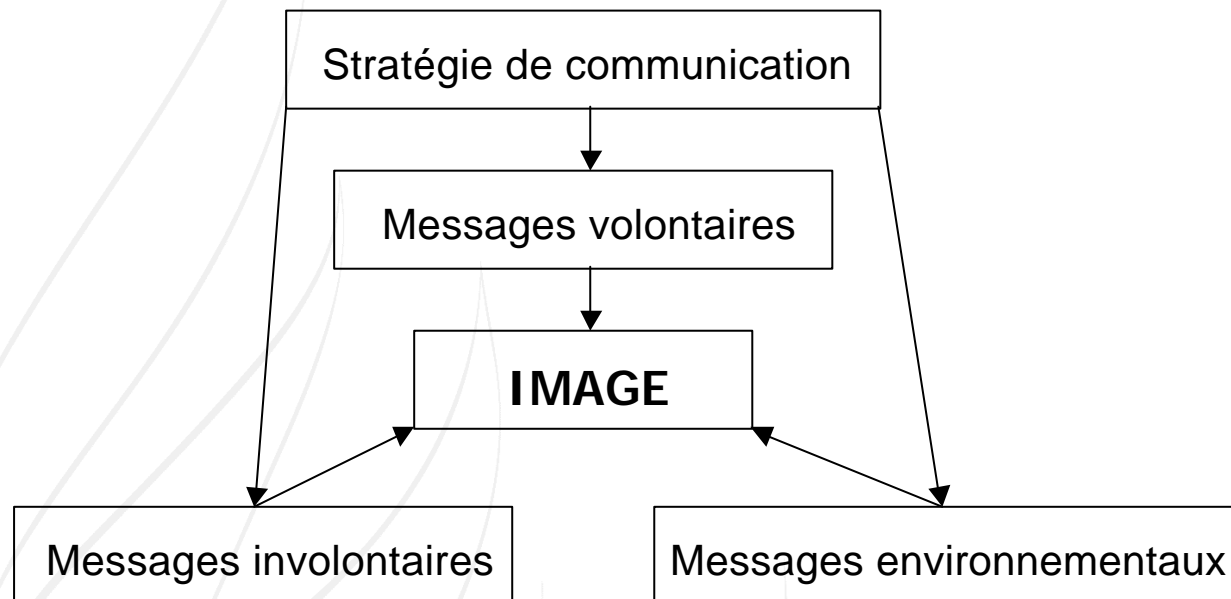 Stratégie de communication
Messages volontaires
IMAGE
Messages involontaires
Messages environnementaux